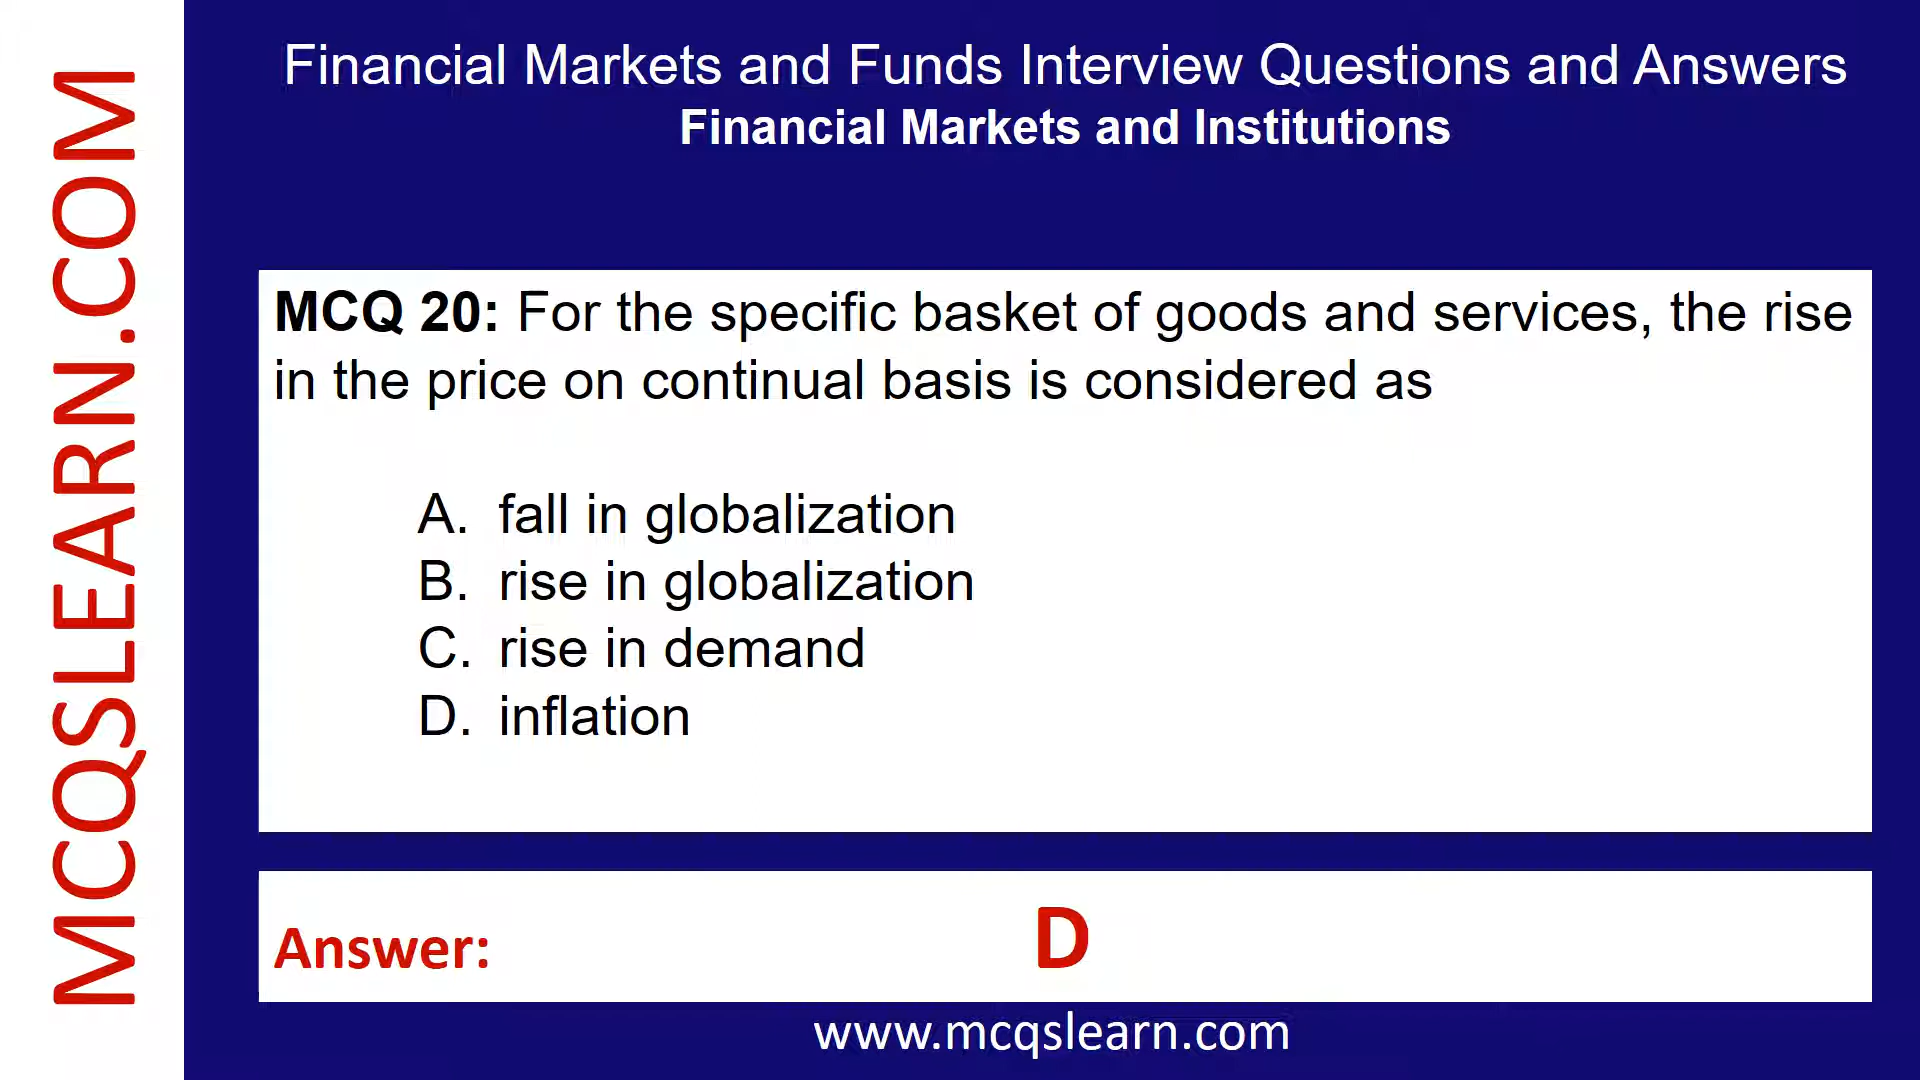 MCQSLEARN.COM
Financial Markets and Funds Interview Questions and Answers
Financial Markets and Institutions
MCQ 20: For the specific basket of goods and services, the rise
in the price on continual basis is considered as
A. fall in globalization
B. rise in globalization
C. rise in demand
D. inflation
Answer: D
www.mcqslearn.com